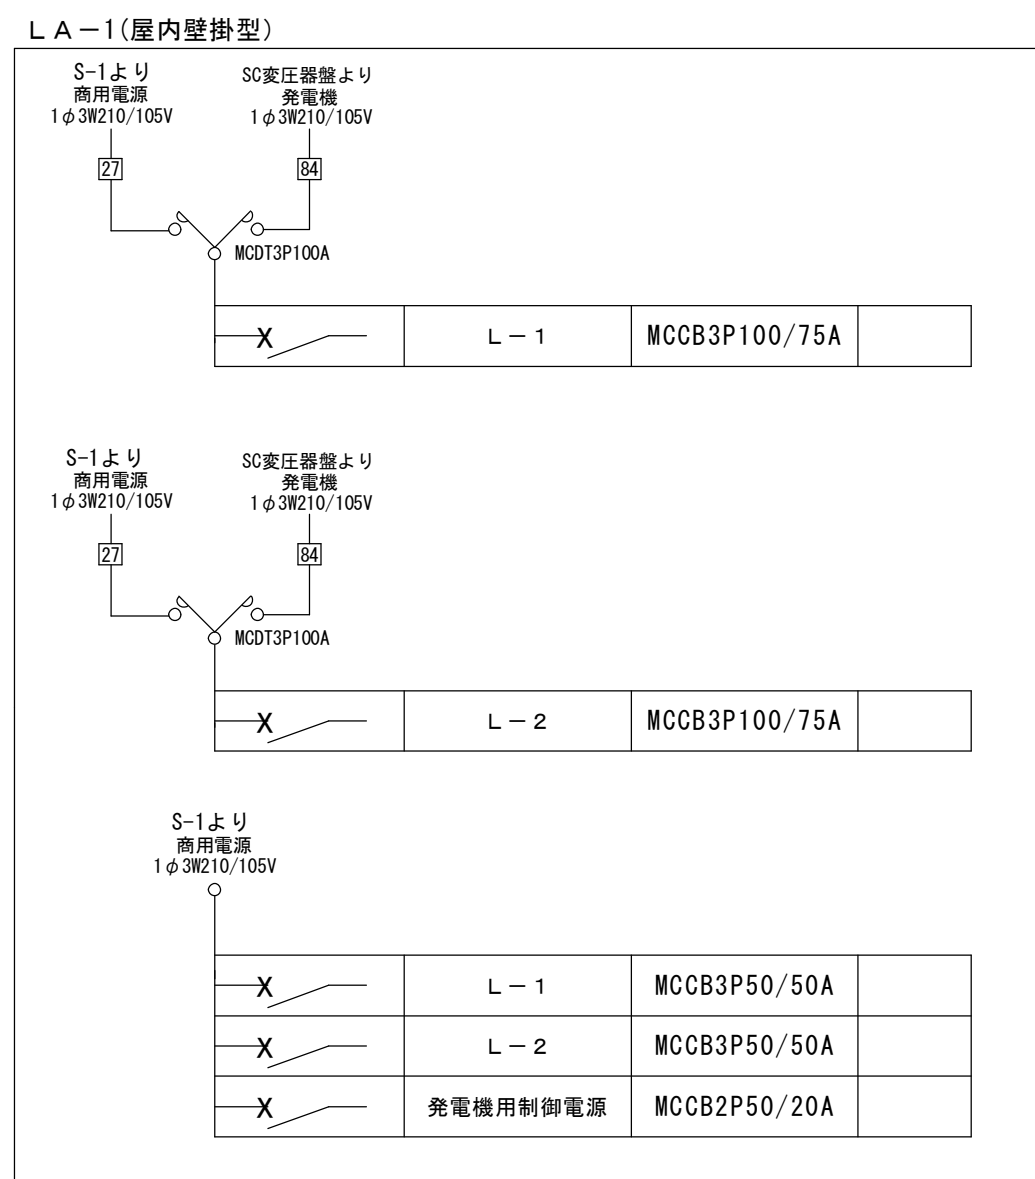 ＬＡ－1(屋内壁掛型)
S-1より
商用電源
1φ3W210/105V
SC変圧器盤より
発電機
1φ3W210/105V
27
84
MCDT3P100A
Ｌ－１ MCCB3P100/75A
S-1より
商用電源
1φ3W210/105V
SC変圧器盤より
発電機
1φ3W210/105V
27
84
MCDT3P100A
Ｌ－２ MCCB3P100/75A
S-1より
商用電源
1φ3W210/105V
Ｌ－１ MCCB3P50/50A
Ｌ－２ MCCB3P50/50A
発電機用制御電源 MCCB2P50/20A